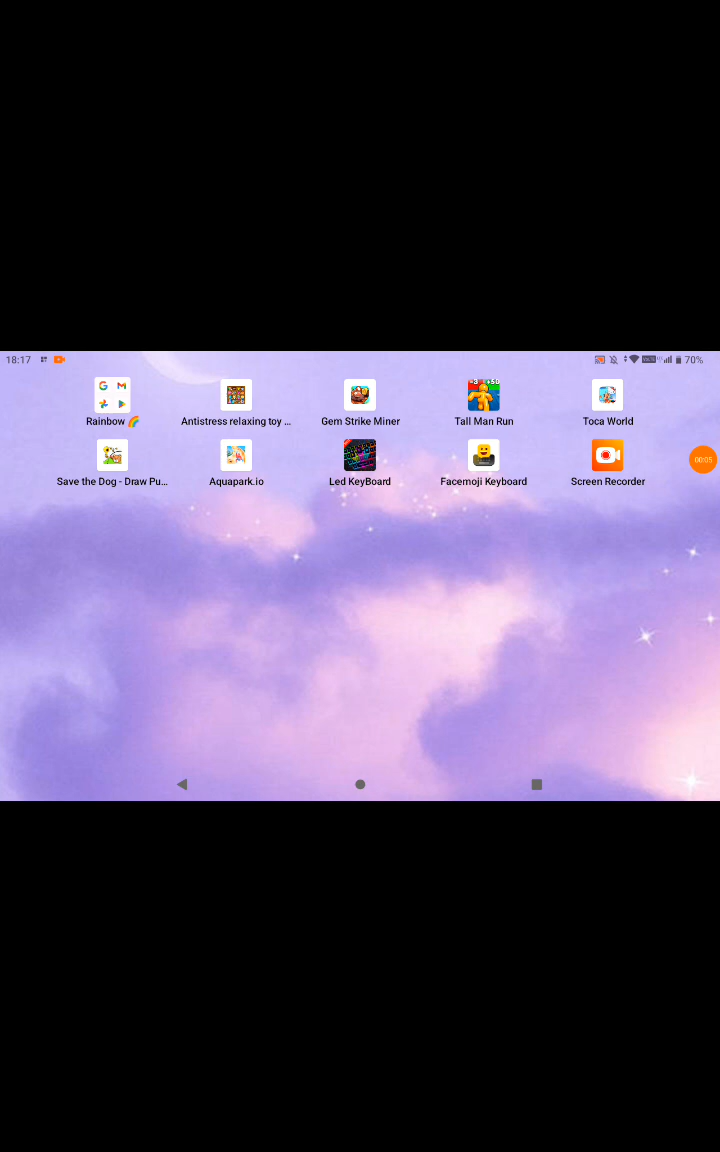 18:17 70%
Rainbow 🌈 Antistress relaxing toy ... Gem Strike Miner Tall Man Run Toca World
Save the Dog - Draw Pu... Aquapark.io Led KeyBoard Facemoji Keyboard Screen Recorder
00:05